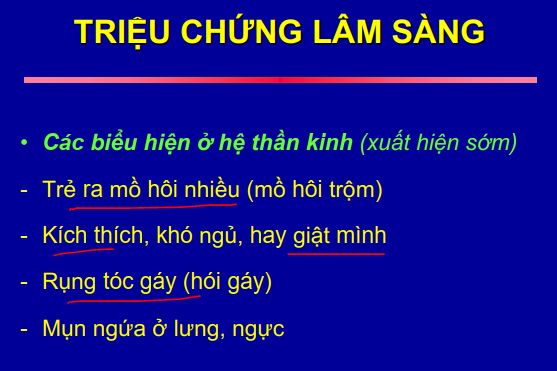 TRIỆU CHỨNG LÂM SÀNG
• Các biểu hiện ở hệ thần kinh (xuất hiện sớm)
- Trẻ ra mồ hôi nhiều (mồ hôi trộm)
- Kích thích, khó ngủ, hay giật mình
- Rụng tóc gáy (hói gáy)
- Mụn ngứa ở lưng, ngực